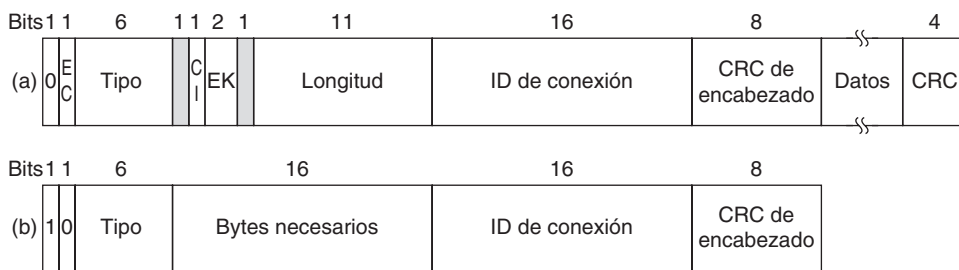 Bits 1 1 6 1 1 2 1 11 16 8 4
(a) 0 EC Tipo CI EK Longitud ID de conexión CRC de encabezado Datos CRC
Bits 1 1 6 16 16 8
(b) 1 0 Tipo Bytes necesarios ID de conexión CRC de encabezado